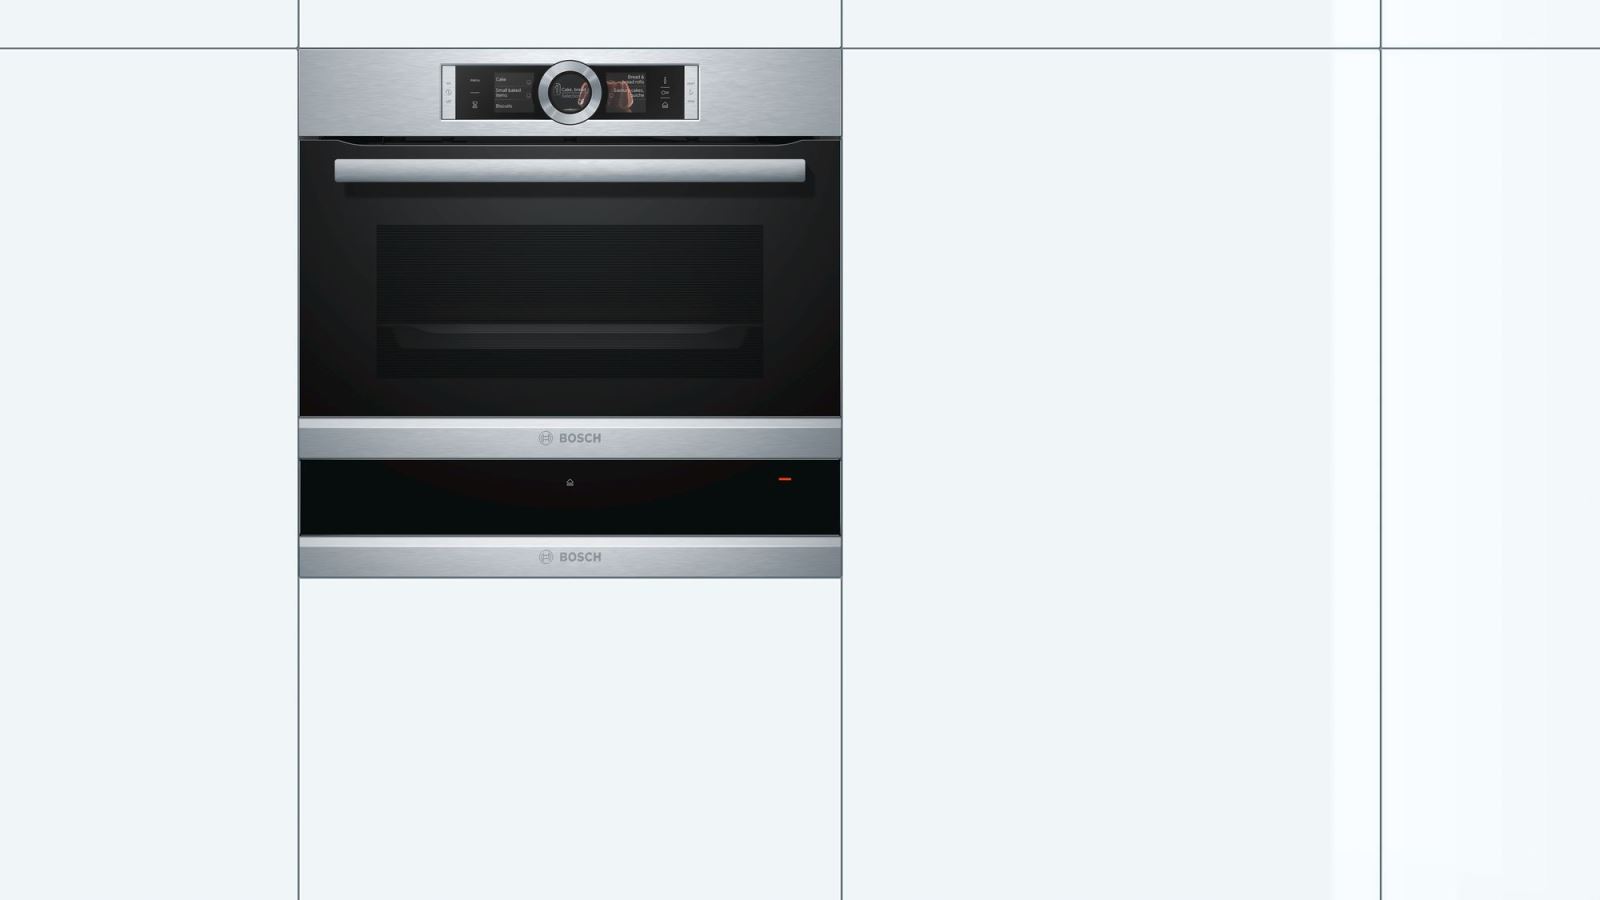 menu
Cake
Small baked
items
Biscuits
Cake, bread
Bread &
bread rolls
Savoury cakes,
quiche
BOSCH
BOSCH